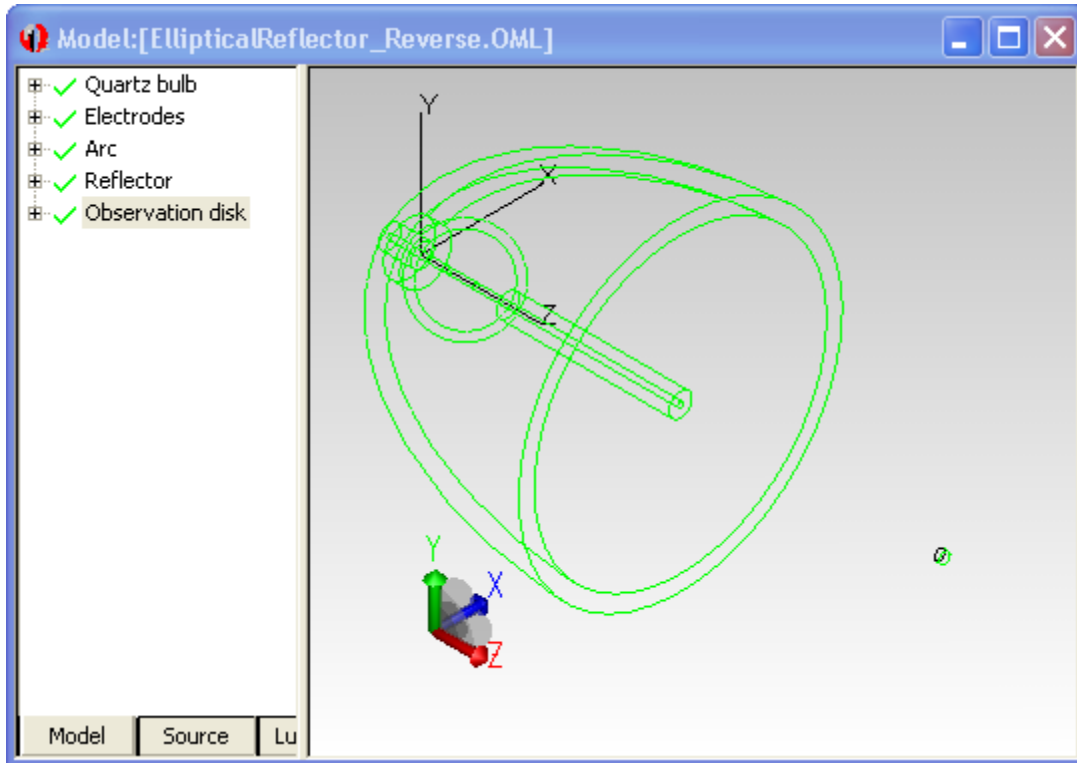 Model:[EllipticalReflector_Reverse.OML]
Quartz bulb
Electrodes
Arc
Reflector
Observation disk
Model
Source
Lu
Y
X
Z
Y
X
Z